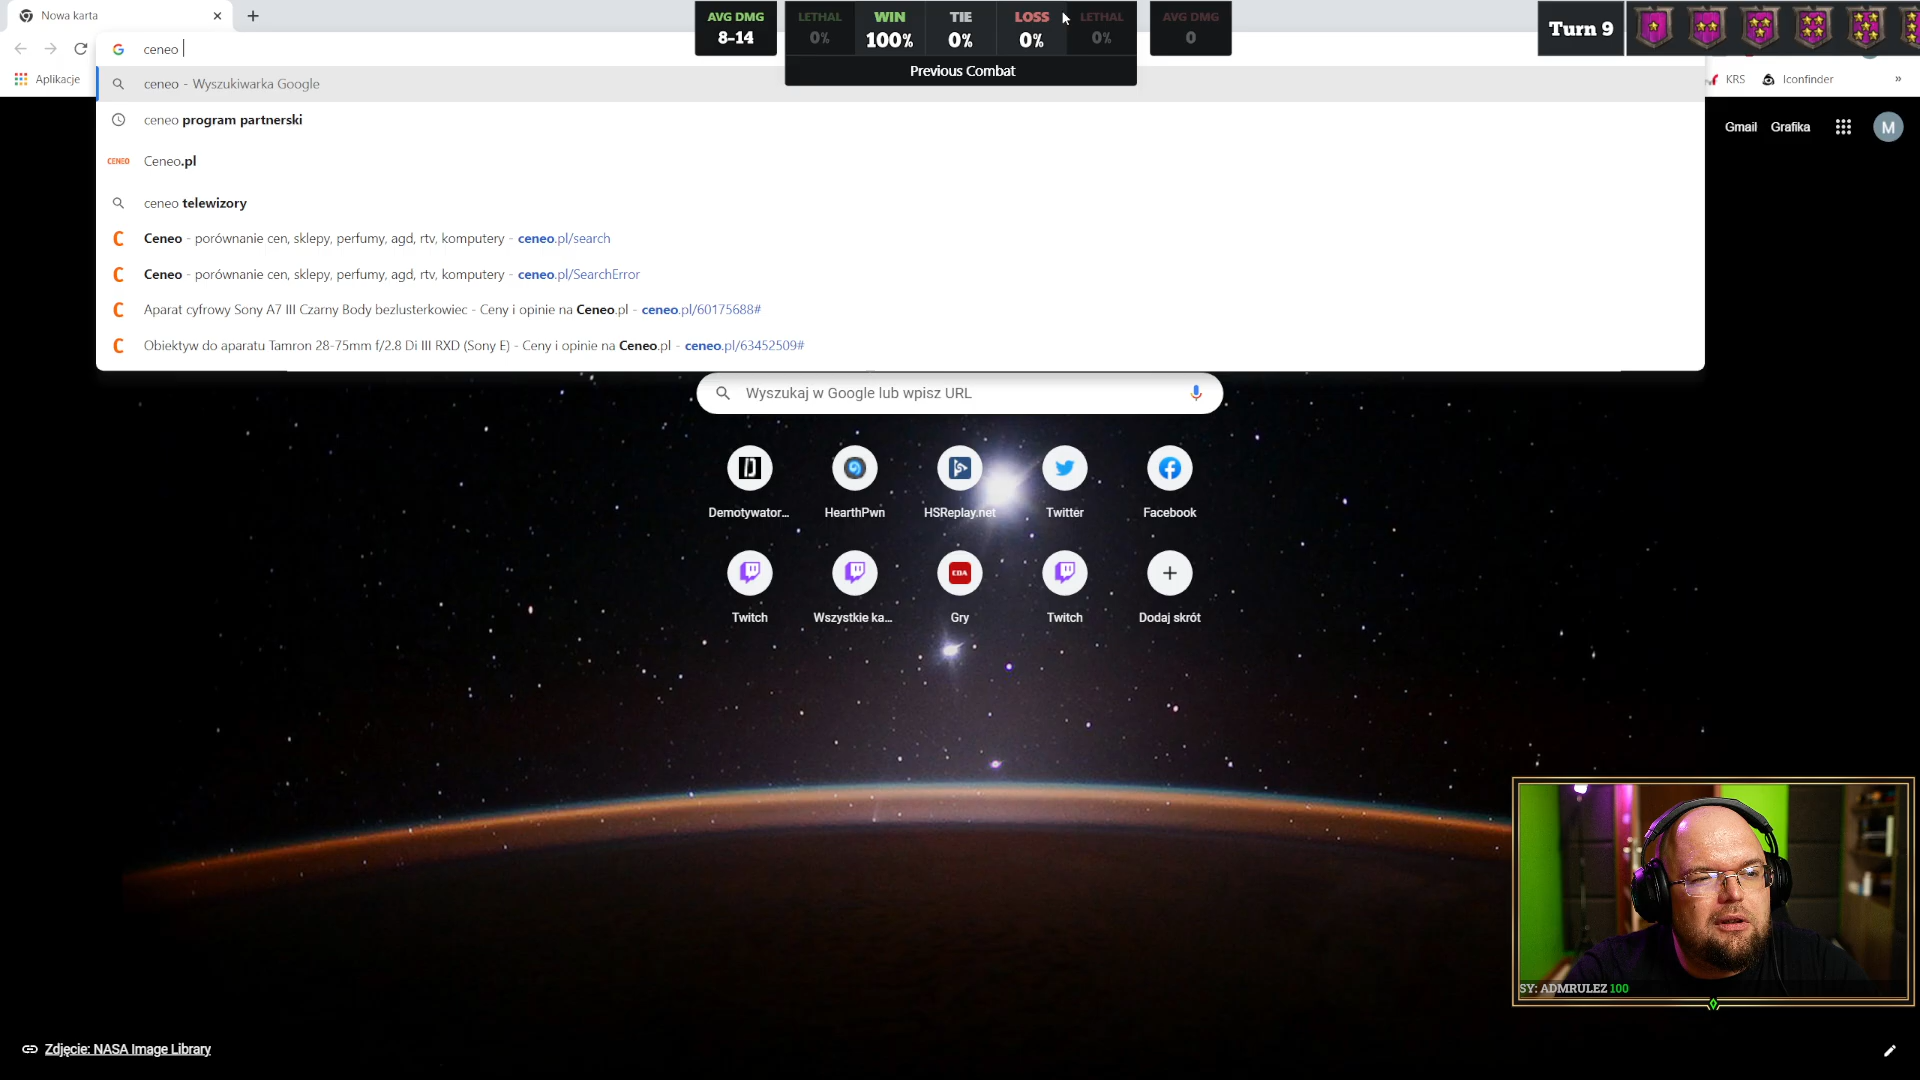 Nowa karta
AVG DMG
8-14
LETHAL
0%
WIN
100%
TIE
0%
LOSS
0%
LETHAL
0%
AVG DMG
0
Previous Combat
Turn 9
ceneo
Aplikacje
KRS
Iconfinder
»
ceneo - Wyszukiwarka Google
ceneo program partnerski
CENEO Ceneo.pl
ceneo telewizory
C Ceneo - porównanie cen, sklepy, perfumy, agd, rtv, komputery - ceneo.pl/search
C Ceneo - porównanie cen, sklepy, perfumy, agd, rtv, komputery - ceneo.pl/SearchError
C Aparat cyfrowy Sony A7 III Czarny Body bezlusterkowiec - Ceny i opinie na Ceneo.pl - ceneo.pl/60175688#
C Obiektyw do aparatu Tamron 28-75mm f/2.8 Di III RXD (Sony E) - Ceny i opinie na Ceneo.pl - ceneo.pl/63452509#
Gmail
Grafika
M
Wyszukaj w Google lub wpisz URL
Demotywator...
HearthPwn
HSReplay.net
Twitter
Facebook
CDA
Twitch
Wszystkie ka...
Gry
Twitch
Dodaj skrót
SY: ADMRULEZ 100
Zdjęcie: NASA Image Library